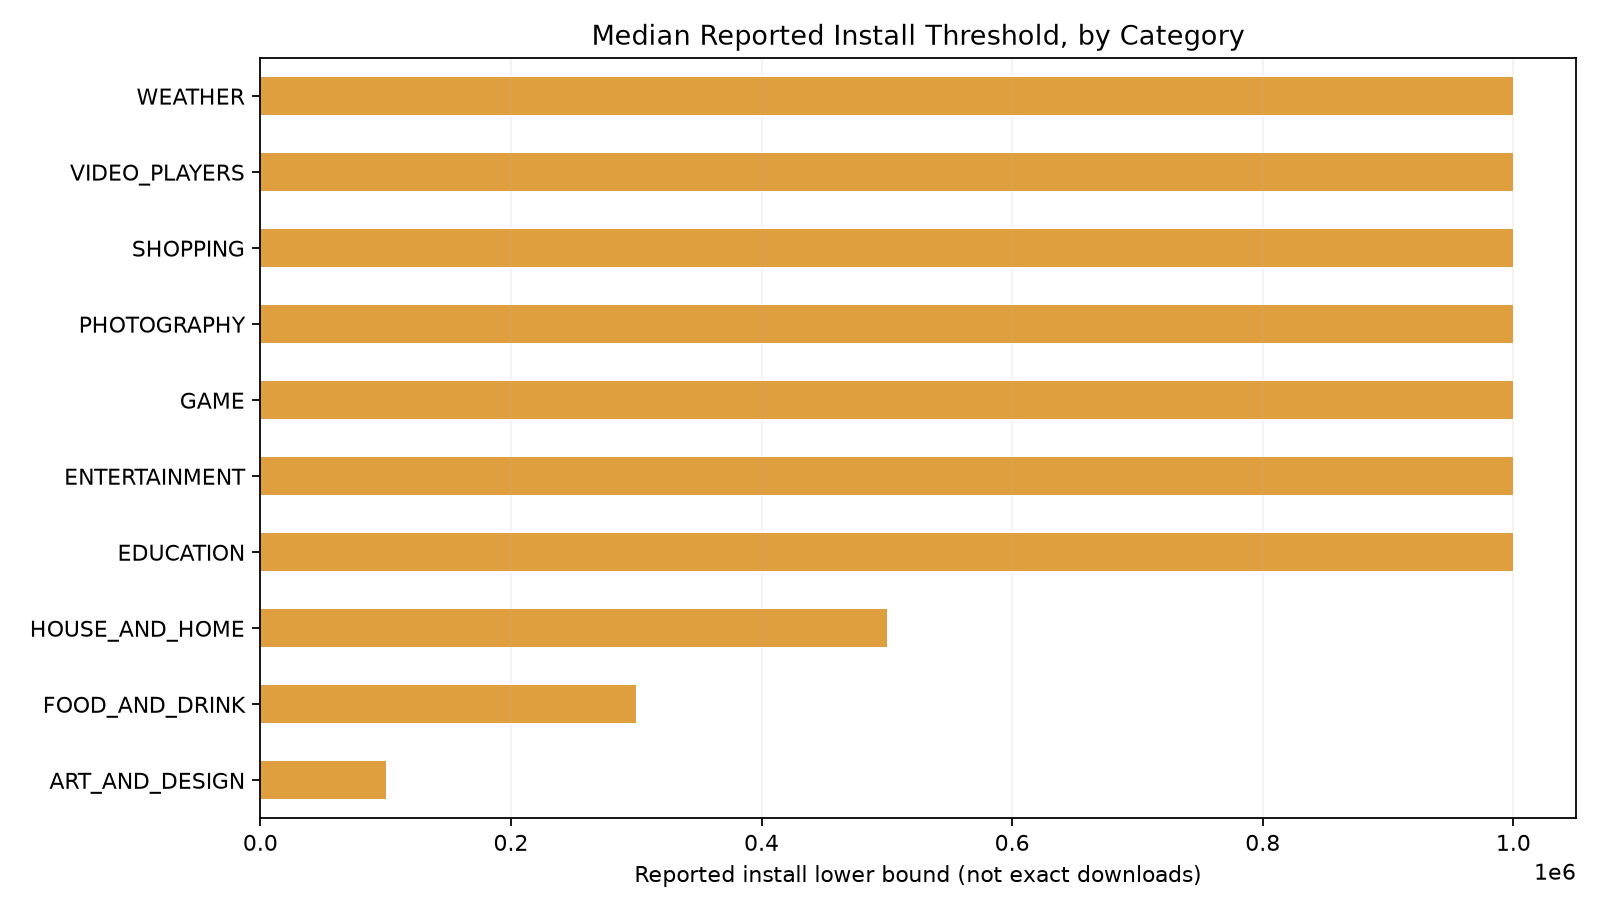 Median Reported Install Threshold, by Category
WEATHER
VIDEO_PLAYERS
SHOPPING
PHOTOGRAPHY
GAME
ENTERTAINMENT
EDUCATION
HOUSE_AND_HOME
FOOD_AND_DRINK
ART_AND_DESIGN
0.0 0.2 0.4 0.6 0.8 1.0
1e6
Reported install lower bound (not exact downloads)